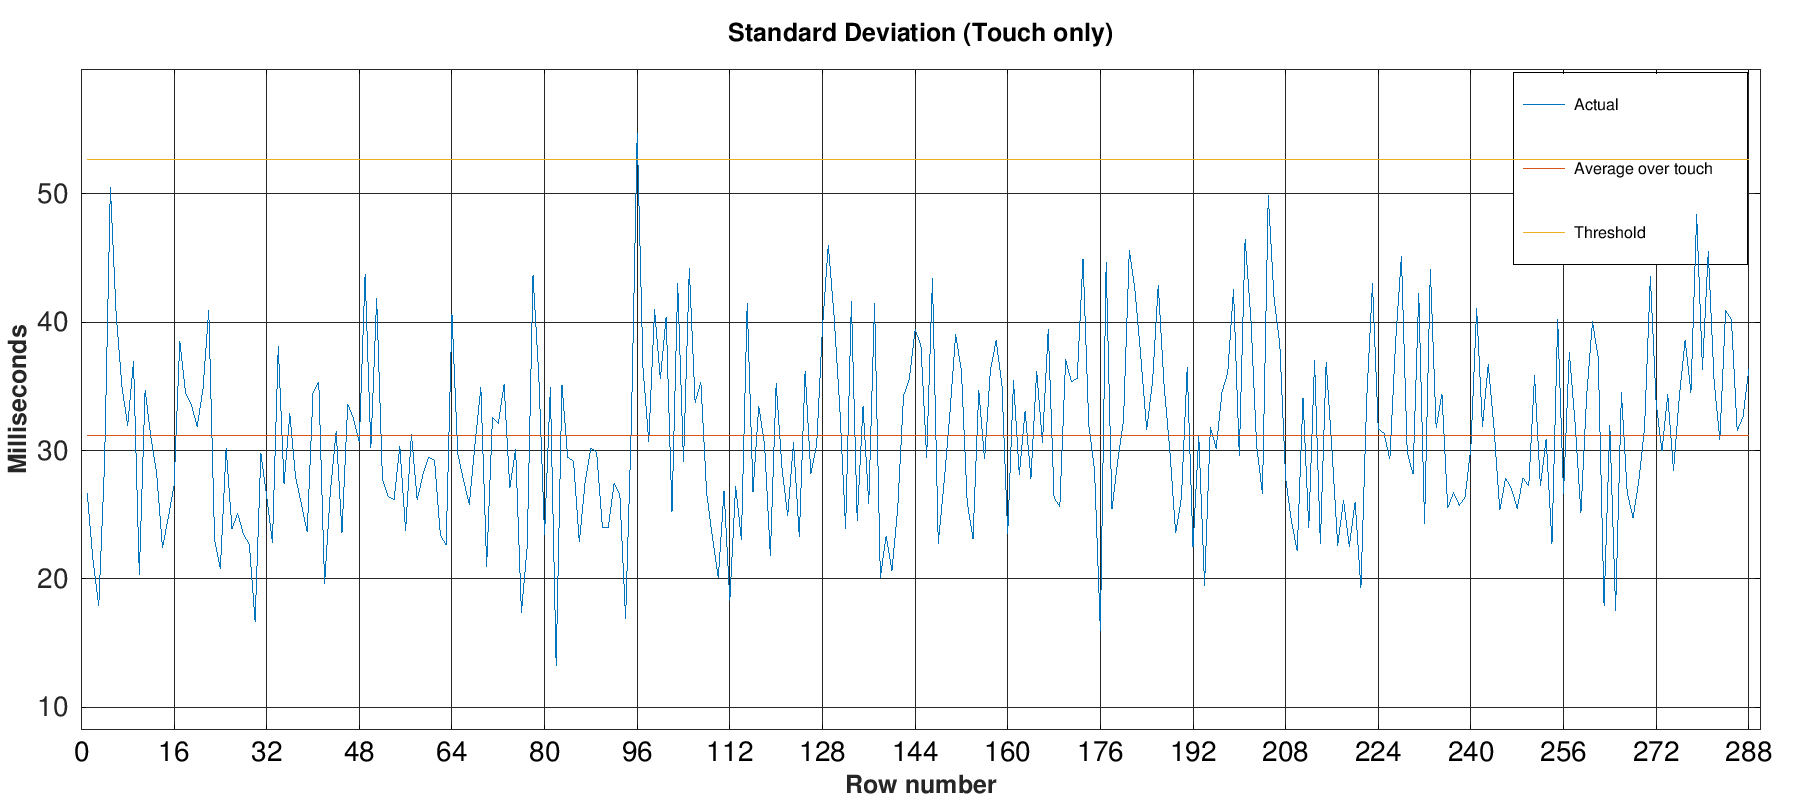 Standard Deviation (Touch only)
Actual
Average over touch
Threshold
Milliseconds
50
40
30
20
10
0 16 32 48 64 80 96 112 128 144 160 176 192 208 224 240 256 272 288
Row number